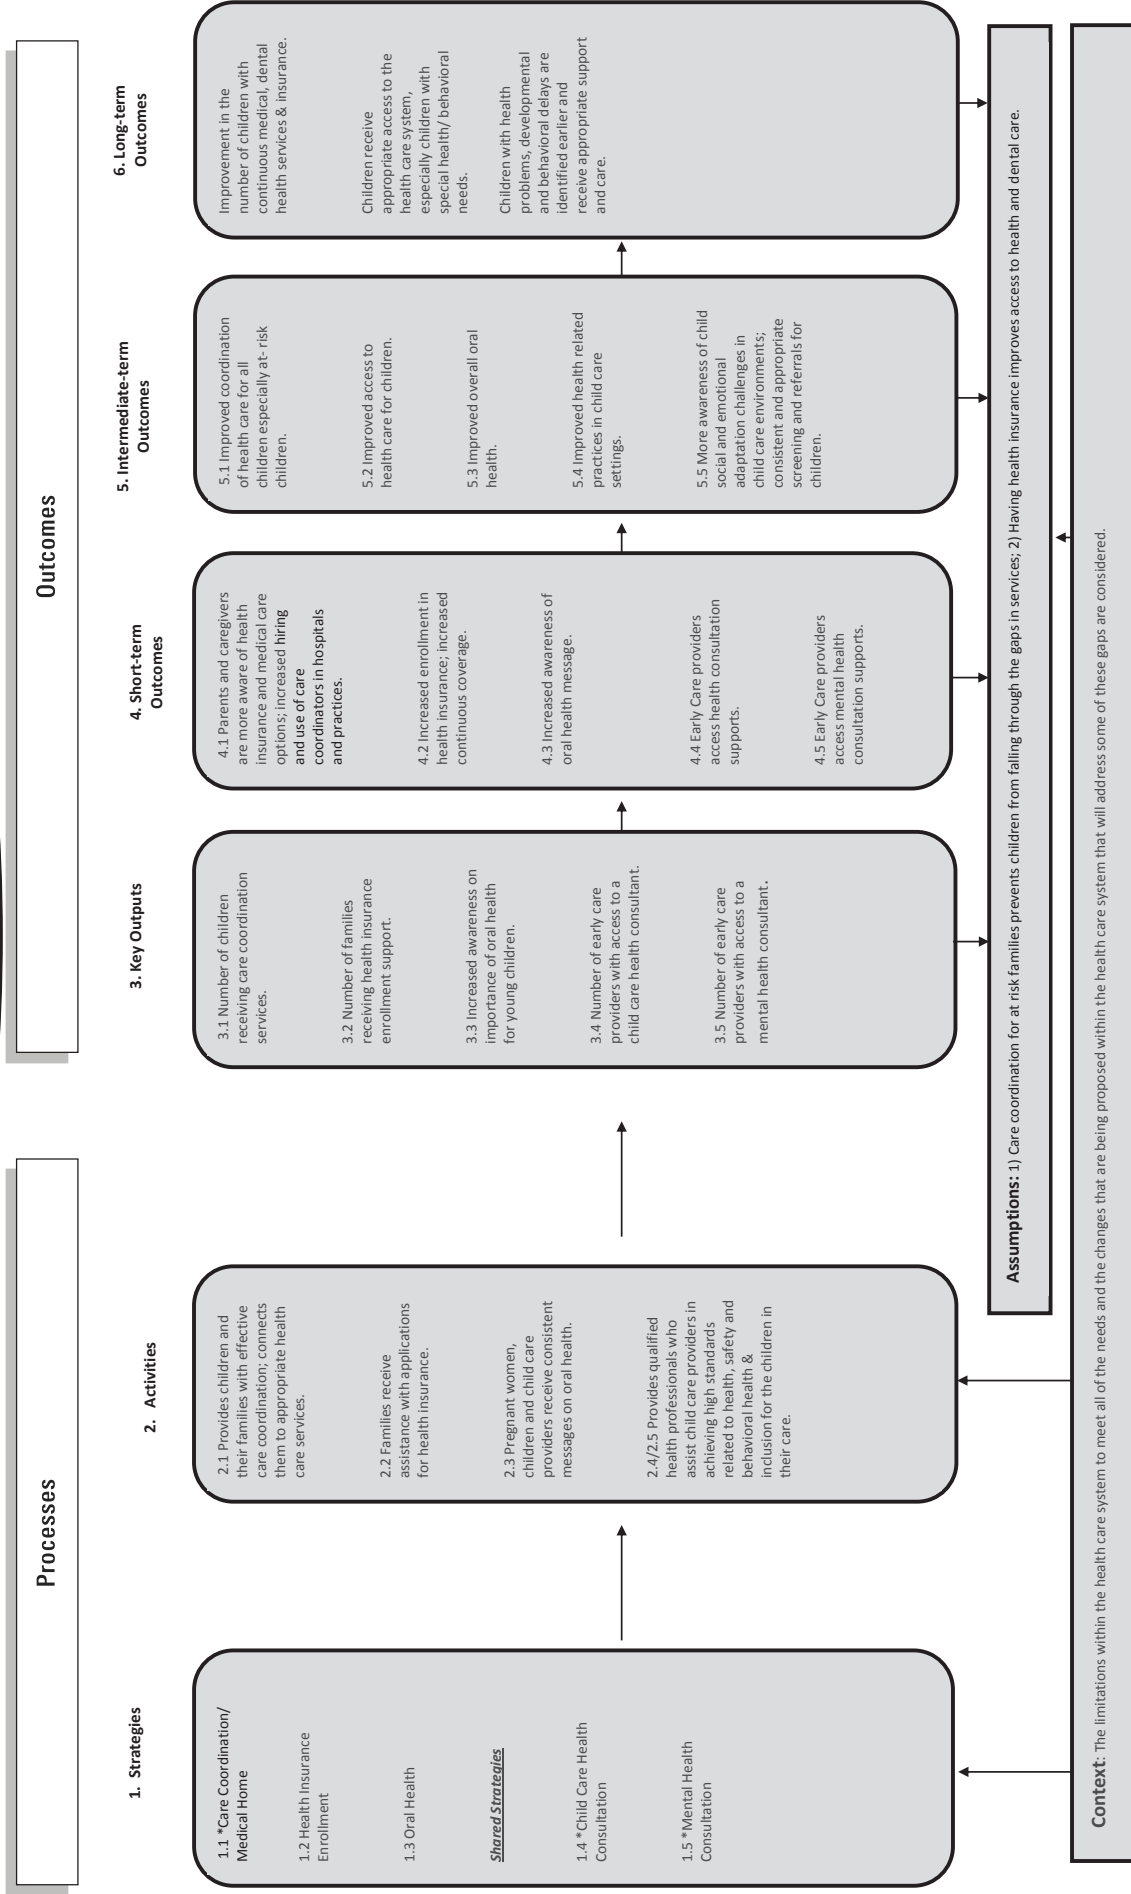 Processes
Outcomes
1. Strategies
1.1 *Care Coordination/
Medical Home
1.2 Health Insurance
Enrollment
1.3 Oral Health
Shared Strategies
1.4 *Child Care Health
Consultation
1.5 *Mental Health
Consultation
2. Activities
2.1 Provides children and
their families with effective
care coordination; connects
them to appropriate health
care services.
2.2 Families receive
assistance with applications
for health insurance.
2.3 Pregnant women,
children and child care
providers receive consistent
messages on oral health.
2.4/2.5 Provides qualified
health professionals who
assist child care providers in
achieving high standards
related to health, safety and
behavioral health &
inclusion for the children in
their care.
3. Key Outputs
3.1 Number of children
receiving care coordination
services.
3.2 Number of families
receiving health insurance
enrollment support.
3.3 Increased awareness on
importance of oral health
for young children.
3.4 Number of early care
providers with access to a
child care health consultant.
3.5 Number of early care
providers with access to a
mental health consultant.
4. Short-term
Outcomes
4.1 Parents and caregivers
are more aware of health
insurance and medical care
options; increased hiring
and use of care
coordinators in hospitals
and practices.
4.2 Increased enrollment in
health insurance; increased
continuous coverage.
4.3 Increased awareness of
oral health message.
4.4 Early Care providers
access health consultation
supports.
4.5 Early Care providers
access mental health
consultation supports.
5. Intermediate-term
Outcomes
5.1 Improved coordination
of health care for all
children especially at- risk
children.
5.2 Improved access to
health care for children.
5.3 Improved overall oral
health.
5.4 Improved health related
practices in child care
settings.
5.5 More awareness of child
social and emotional
adaptation challenges in
child care environments;
consistent and appropriate
screening and referrals for
children.
6. Long-term
Outcomes
Improvement in the
number of children with
continuous medical, dental
health services & insurance.
Children receive
appropriate access to the
health care system,
especially children with
special health/ behavioral
needs.
Children with health
problems, developmental
and behavioral delays are
identified earlier and
receive appropriate support
and care.
Assumptions: 1) Care coordination for at risk families prevents children from falling through the gaps in services; 2) Having health insurance improves access to health and dental care.
Context: The limitations within the health care system to meet all of the needs and the changes that are being proposed within the health care system that will address some of these gaps are considered.